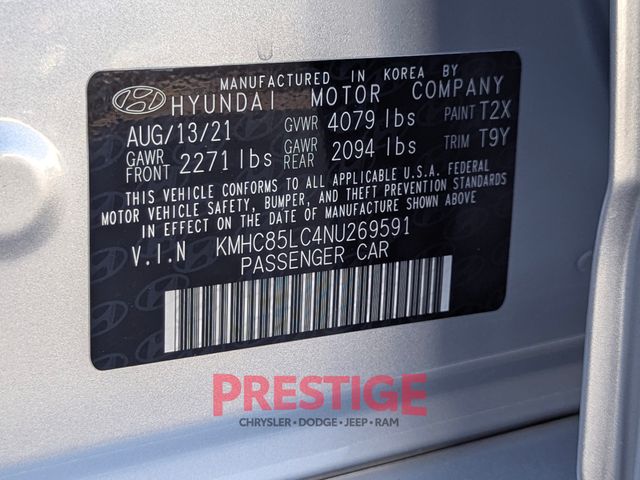 MANUFACTURED IN KOREA BY
HYUNDAI MOTOR COMPANY
AUG/13/21 GVWR 4079 lbs PAINT T2X
GAWR FRONT 2271 lbs GAWR REAR 2094 lbs TRIM T9Y
THIS VEHICLE CONFORMS TO ALL APPLICABLE U.S.A. FEDERAL
MOTOR VEHICLE SAFETY, BUMPER, AND THEFT PREVENTION STANDARDS
IN EFFECT ON THE DATE OF MANUFACTURE SHOWN ABOVE
V.I.N KMHC85LC4NU269591
PASSENGER CAR
PRESTIGE
CHRYSLER • DODGE • JEEP • RAM